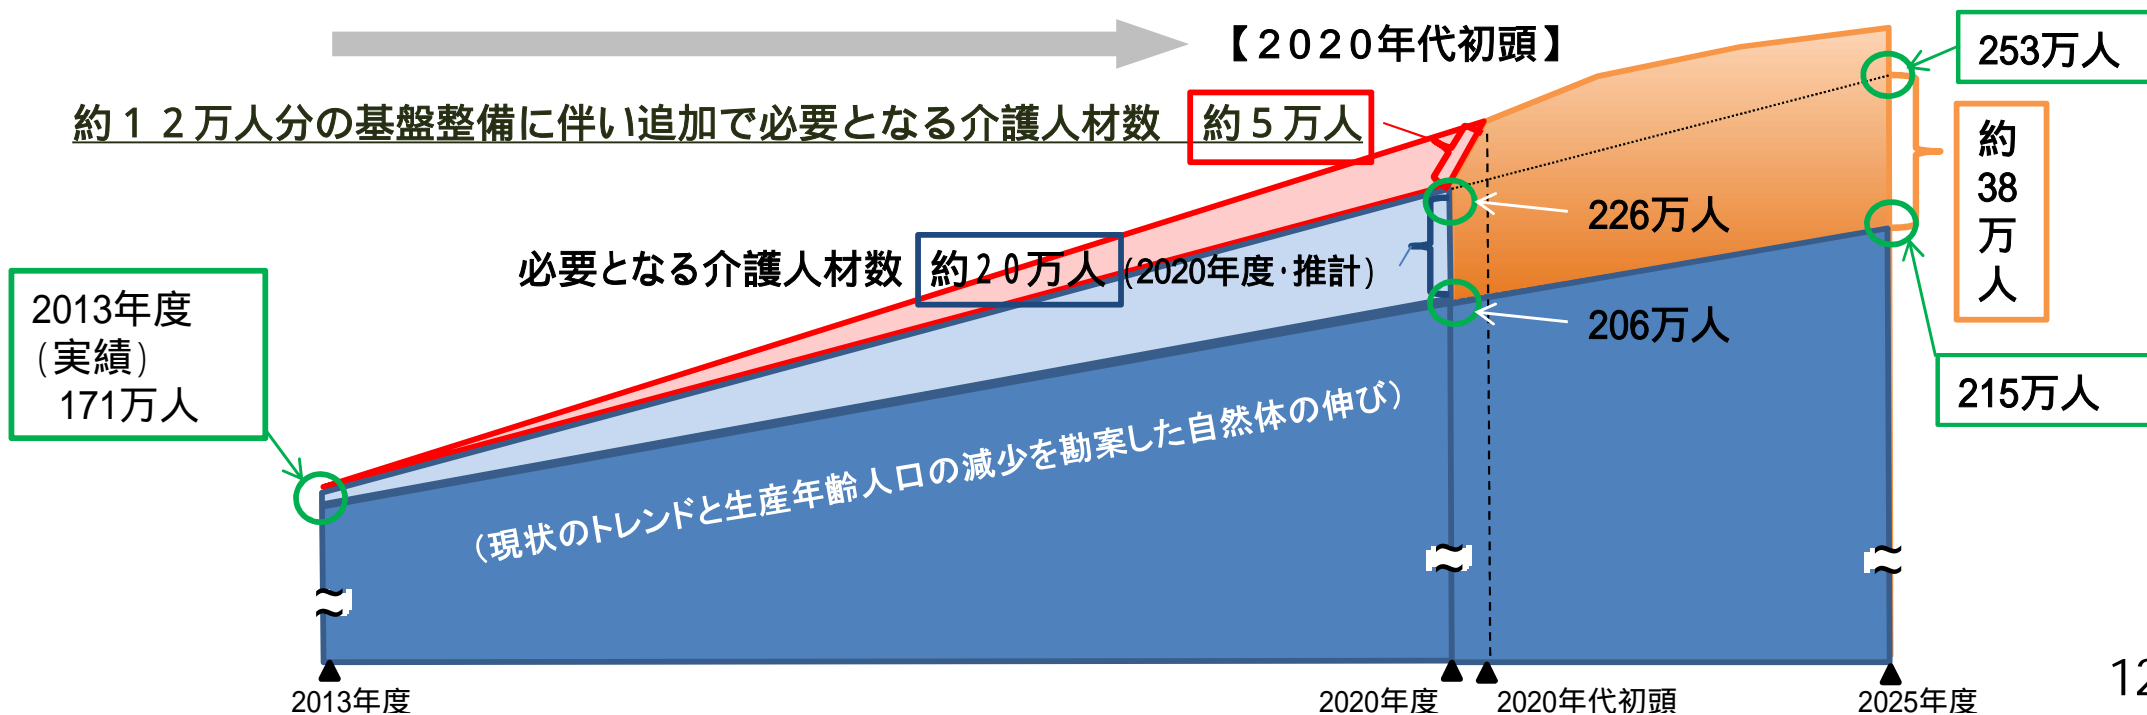 【2020年代初頭】
約12万人分の基盤整備に伴い追加で必要となる介護人材数 約5万人
253万人
約
38
万
人
226万人
必要となる介護人材数 約20万人 (2020年度・推計)
206万人
2013年度
(実績)
171万人
215万人
(現状のトレンドと生産年齢人口の減少を勘案した自然体の伸び)
≈
≈
≈
12
▲ ▲ ▲ ▲
2013年度 2020年度 2020年代初頭 2025年度